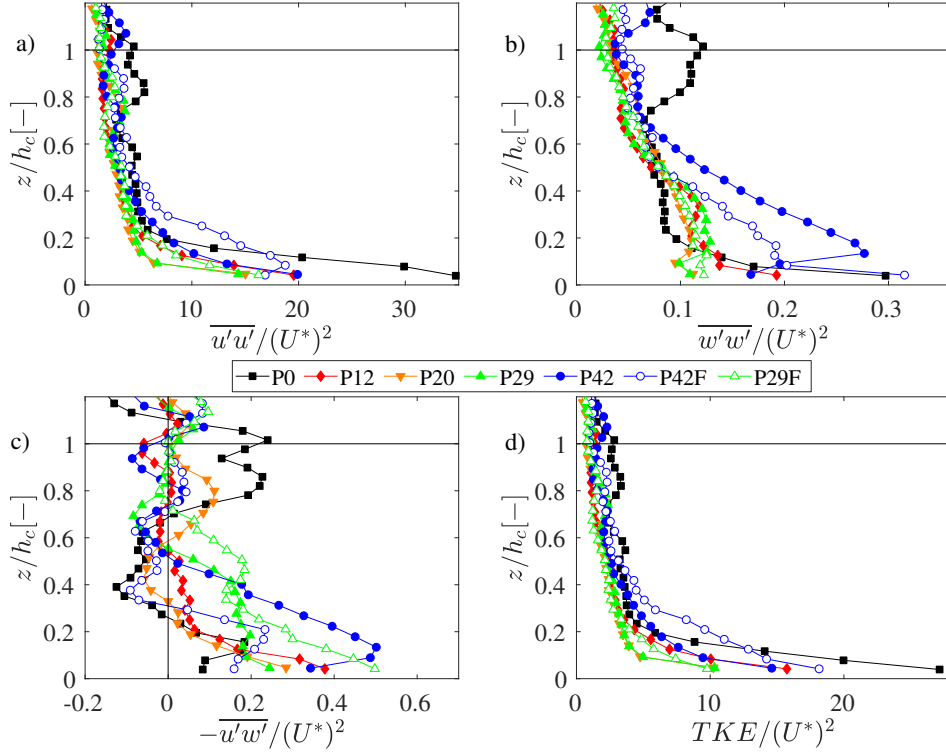 a)
z/h_c[-]
1
0.8
0.6
0.4
0.2
0
0 10 20 30
\overline{u'u'}/(U^*)^2
b)
z/h_c[-]
1
0.8
0.6
0.4
0.2
0
0 0.1 0.2 0.3
\overline{w'w'}/(U^*)^2
P0 P12 P20 P29 P42 P42F P29F
c)
z/h_c[-]
1
0.8
0.6
0.4
0.2
0
-0.2 0 0.2 0.4 0.6
-\overline{u'w'}/(U^*)^2
d)
z/h_c[-]
1
0.8
0.6
0.4
0.2
0
0 10 20
TKE/(U^*)^2